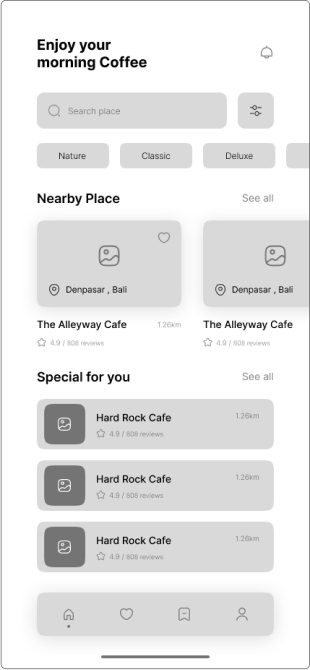 Enjoy your
morning Coffee
Search place
Nature
Classic
Deluxe
Nearby Place
See all
Denpasar , Bali
Denpasar , Bali
The Alleyway Cafe
1.26km
The Alleyway Cafe
4.9 / 808 reviews
4.9 / 808 reviews
Special for you
See all
Hard Rock Cafe
1.26km
4.9 / 808 reviews
Hard Rock Cafe
1.26km
4.9 / 808 reviews
Hard Rock Cafe
1.26km
4.9 / 808 reviews